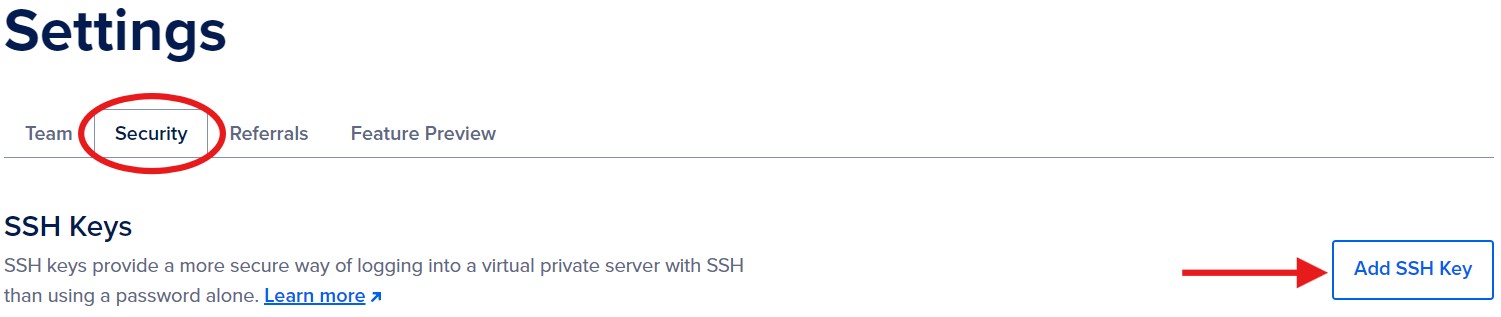 Settings
Team Security Referrals Feature Preview
SSH Keys
SSH keys provide a more secure way of logging into a virtual private server with SSH
than using a password alone. Learn more
Add SSH Key